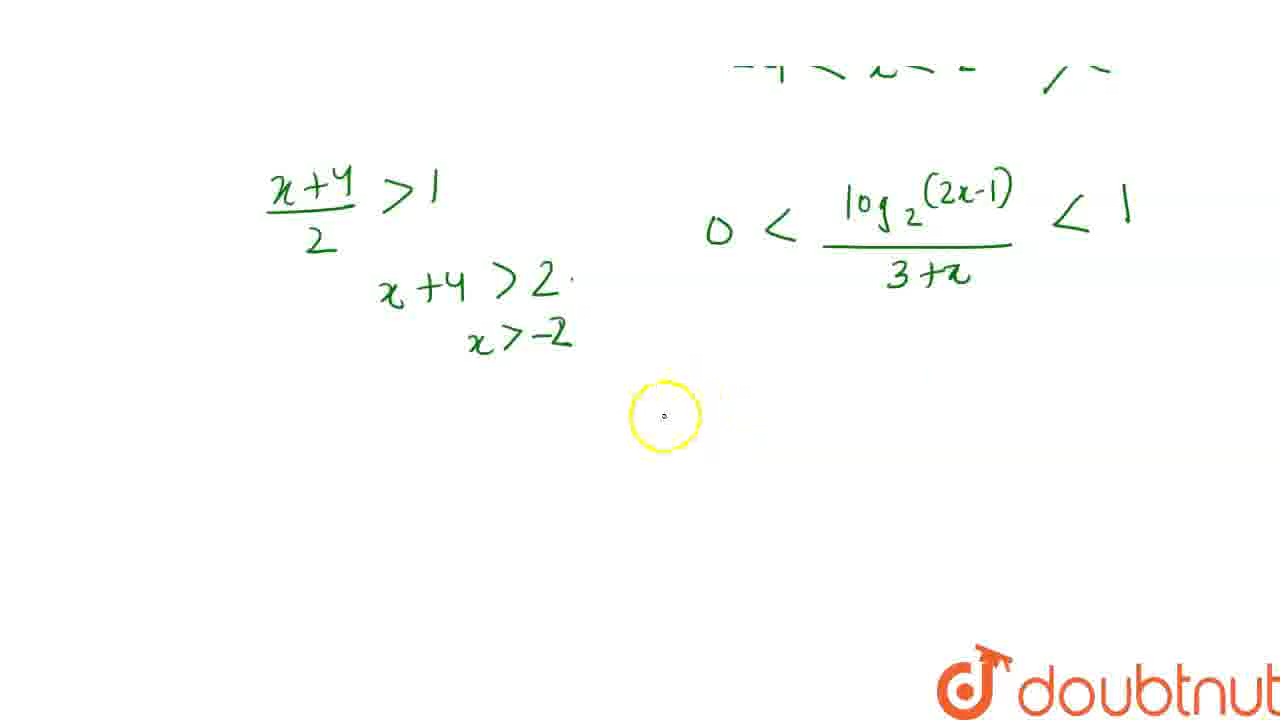 x+4/2 > 1
x+4 > 2
x > -2
0 < log₂(2x-1)/3+x < 1
doubtnut